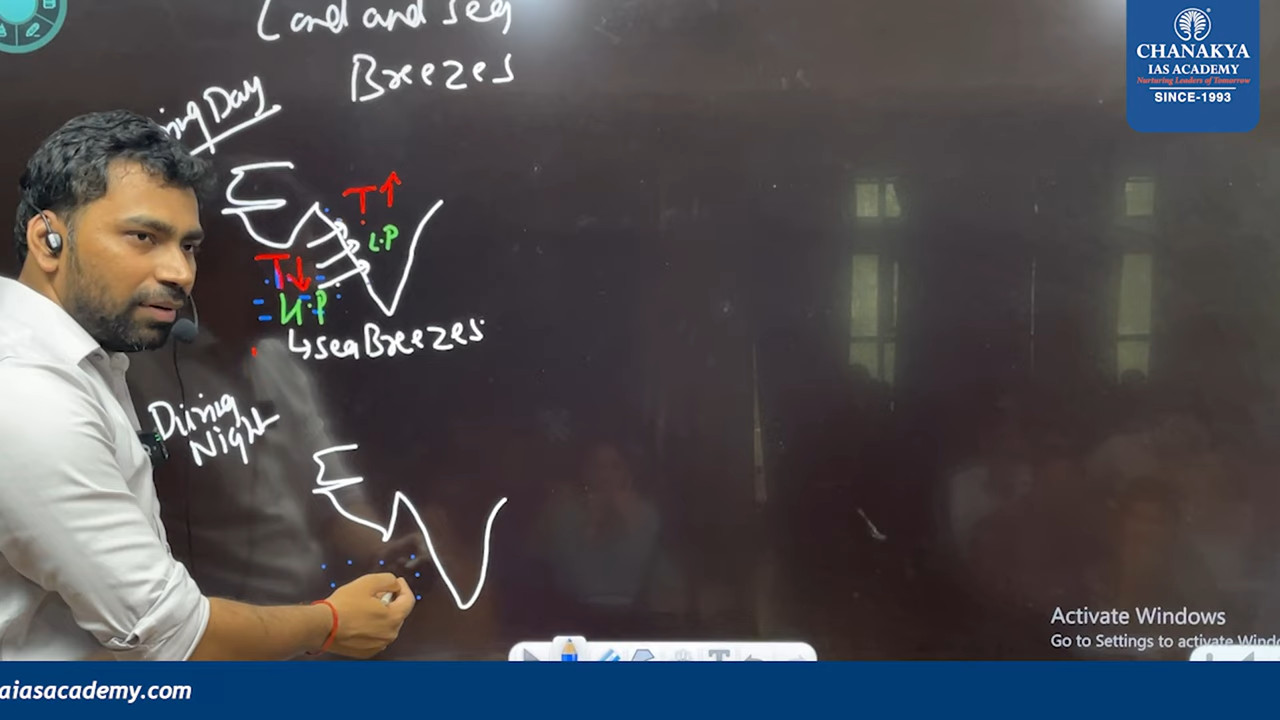 Land and Sea
Breezes
CHANAKYA
IAS ACADEMY
Nurturing Leaders of Tomorrow
SINCE-1993
Day
T↑
L.P
T↓
H.P
↳ Sea Breezes
During
Night
Activate Windows
Go to Settings to activate
aiasacademy.com